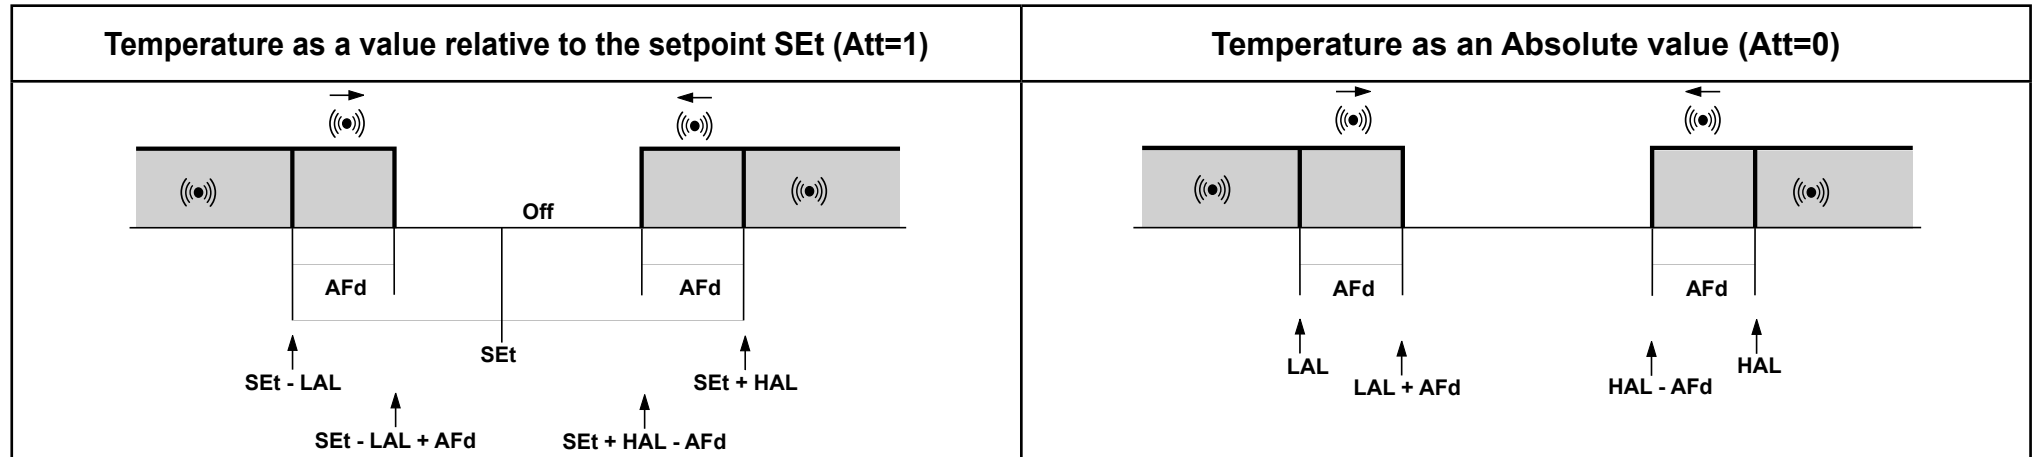 Temperature as a value relative to the setpoint SEt (Att=1)
Off
AFd
AFd
SEt
SEt - LAL
SEt + HAL
SEt - LAL + AFd
SEt + HAL - AFd
Temperature as an Absolute value (Att=0)
AFd
AFd
LAL
HAL
LAL + AFd
HAL - AFd